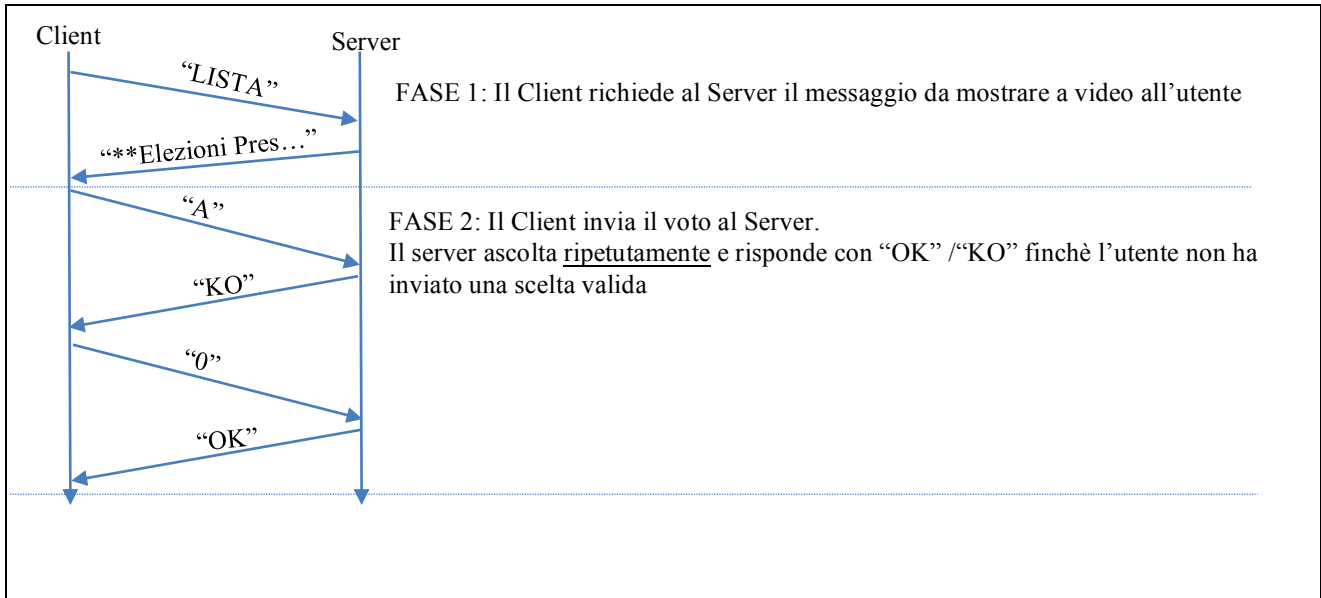 Client
Server
“LISTA”
FASE 1: Il Client richiede al Server il messaggio da mostrare a video all’utente
“**Elezioni Pres…”
“A”
FASE 2: Il Client invia il voto al Server.
Il server ascolta ripetutamente e risponde con “OK” /“KO” finchè l’utente non ha
inviato una scelta valida
“KO”
“0”
“OK”